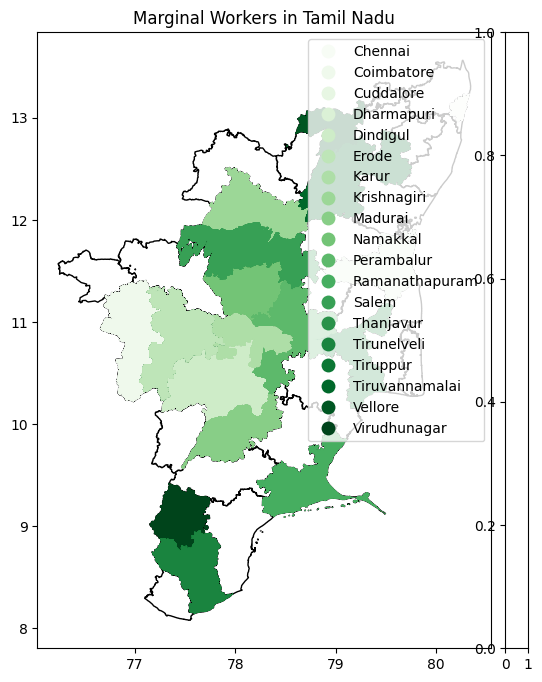 Marginal Workers in Tamil Nadu
Chennai
Coimbatore
Cuddalore
Dharmapuri
Dindigul
Erode
Karur
Krishnagiri
Madurai
Namakkal
Perambalur
Ramanathapuram
Salem
Thanjavur
Tirunelveli
Tiruppur
Tiruvannamalai
Vellore
Virudhunagar
13
12
11
10
9
8
77
78
79
80
1.0
0.8
0.6
0.4
0.2
0.0
0
1